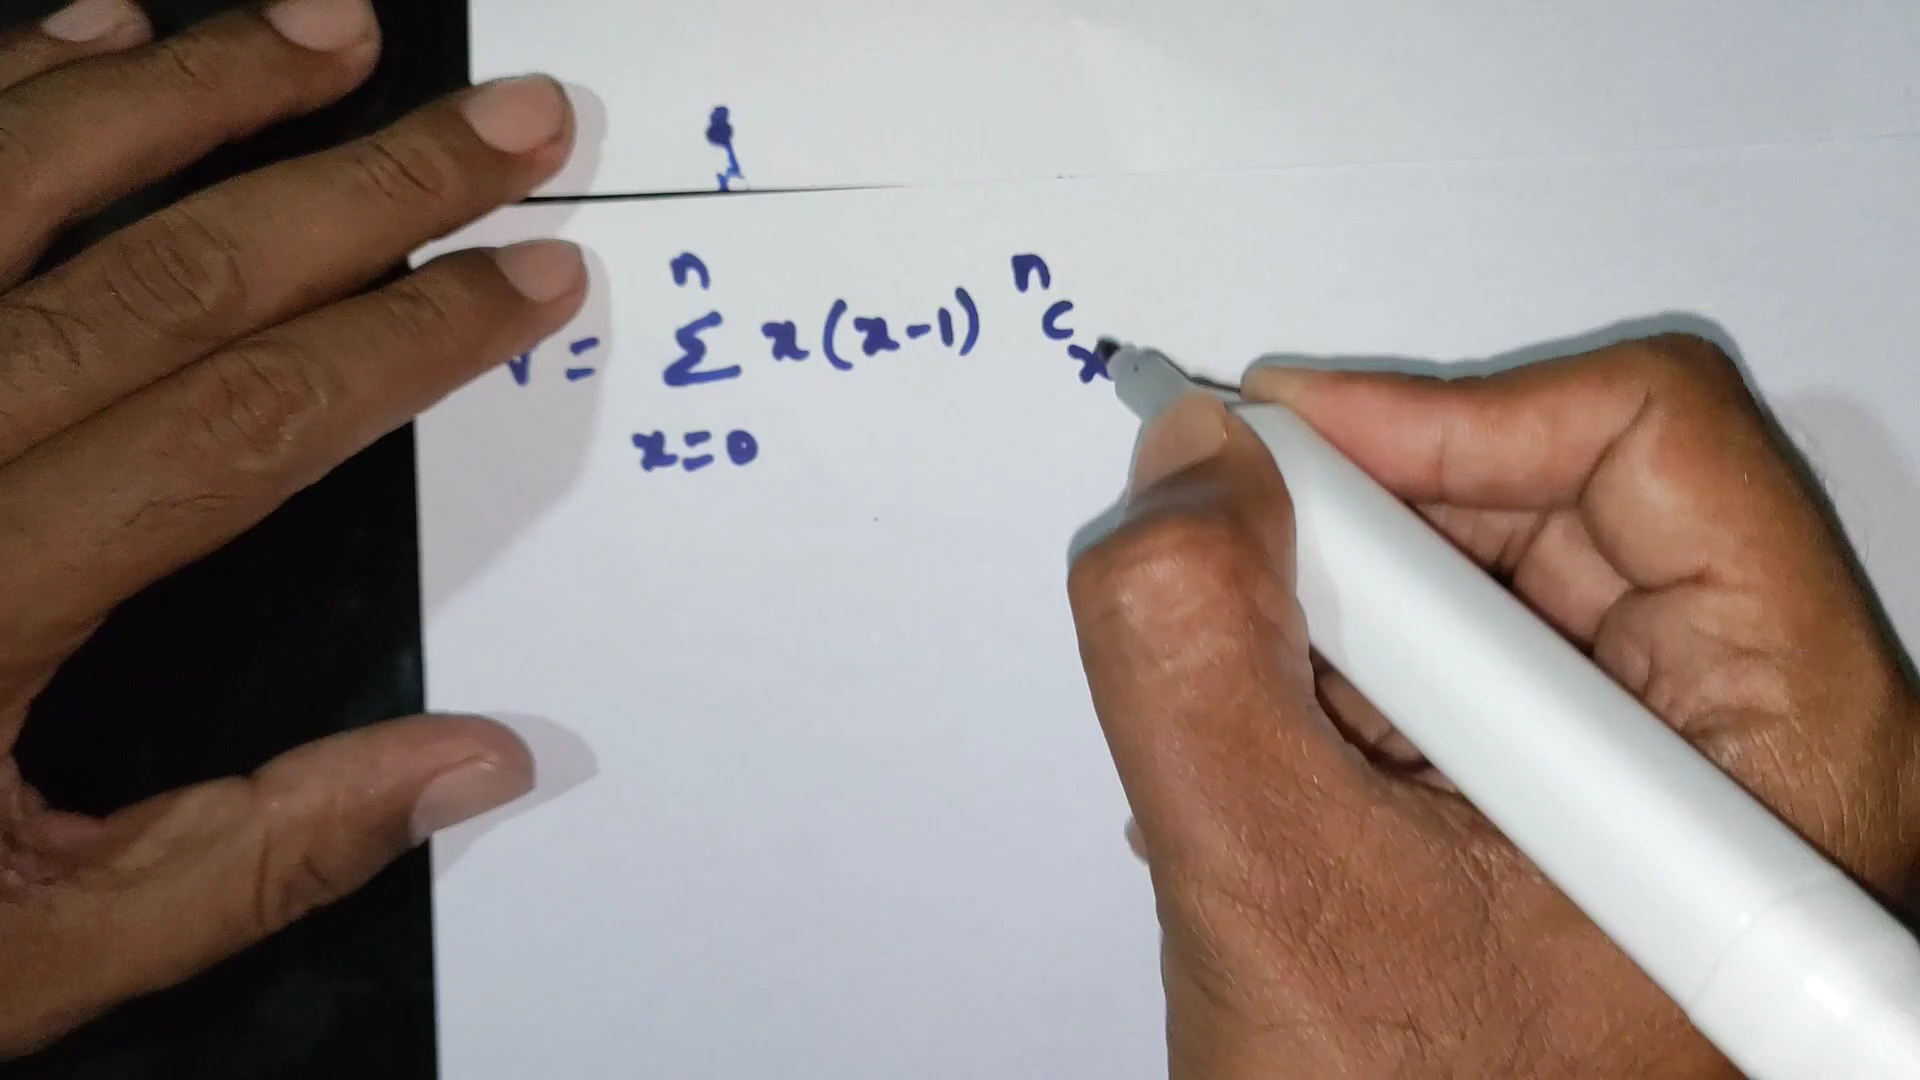 V = Σ x(x-1) ⁿCₓ
n
x=0